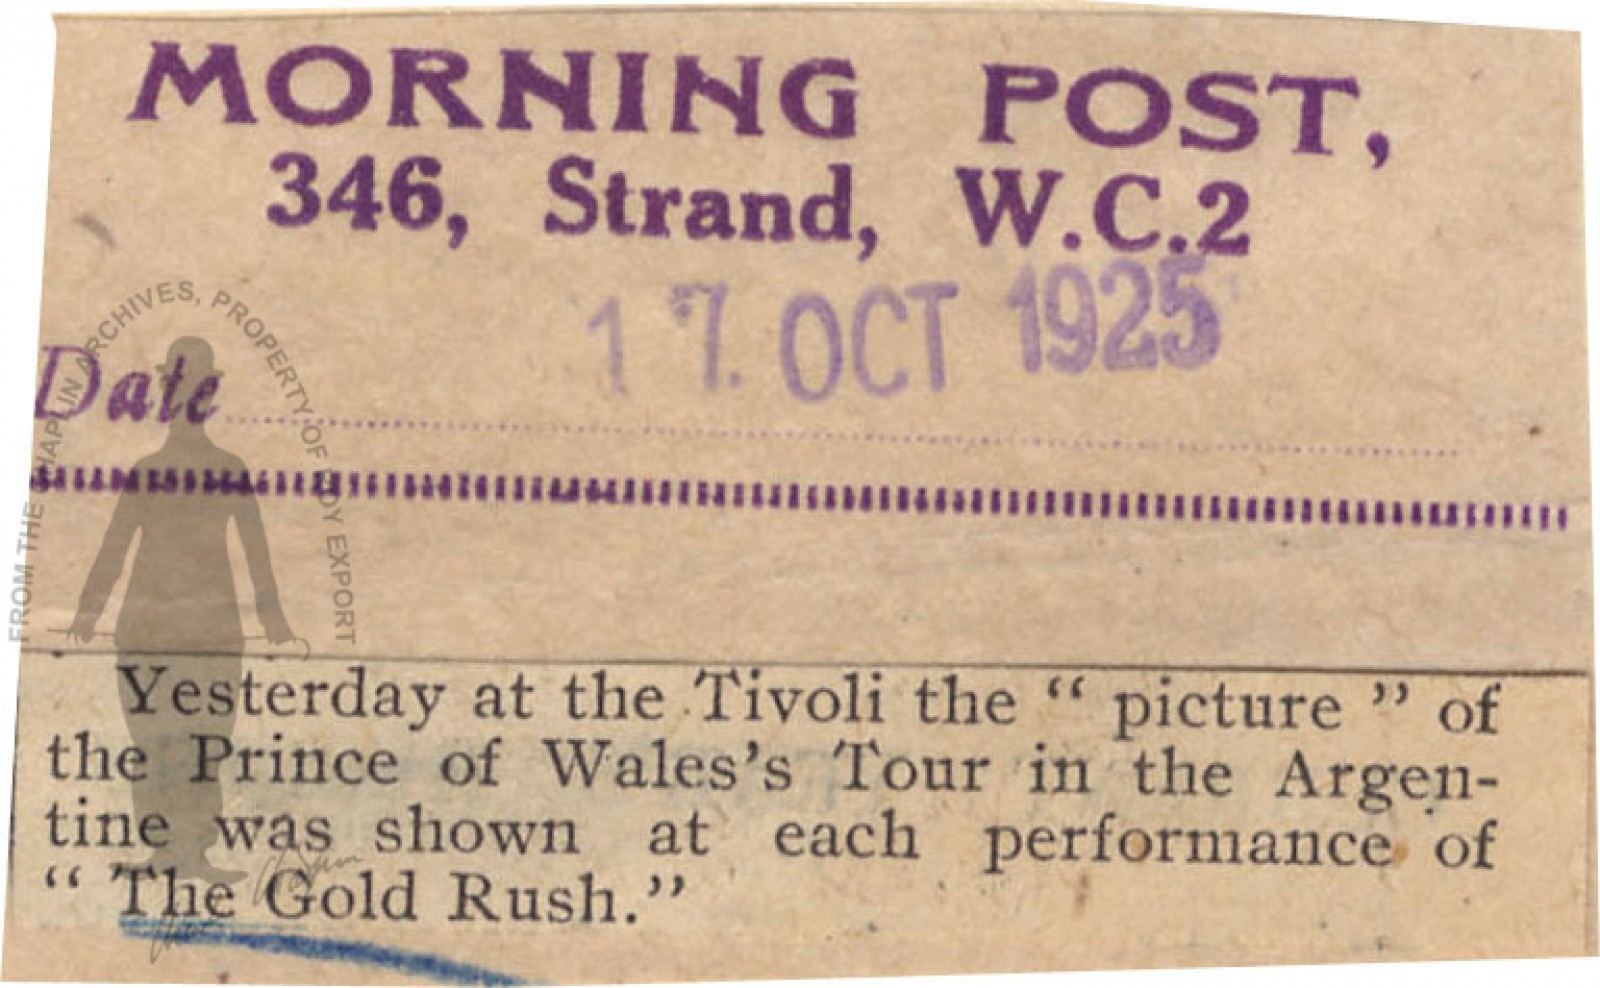 MORNING POST,
346, Strand, W.C.2
17. OCT 1925
Date
FROM THE CHAPLIN ARCHIVES, PROPERTY OF ROY EXPORT
Yesterday at the Tivoli the “ picture ” of
the Prince of Wales’s Tour in the Argen-
tine was shown at each performance of
“ The Gold Rush.”